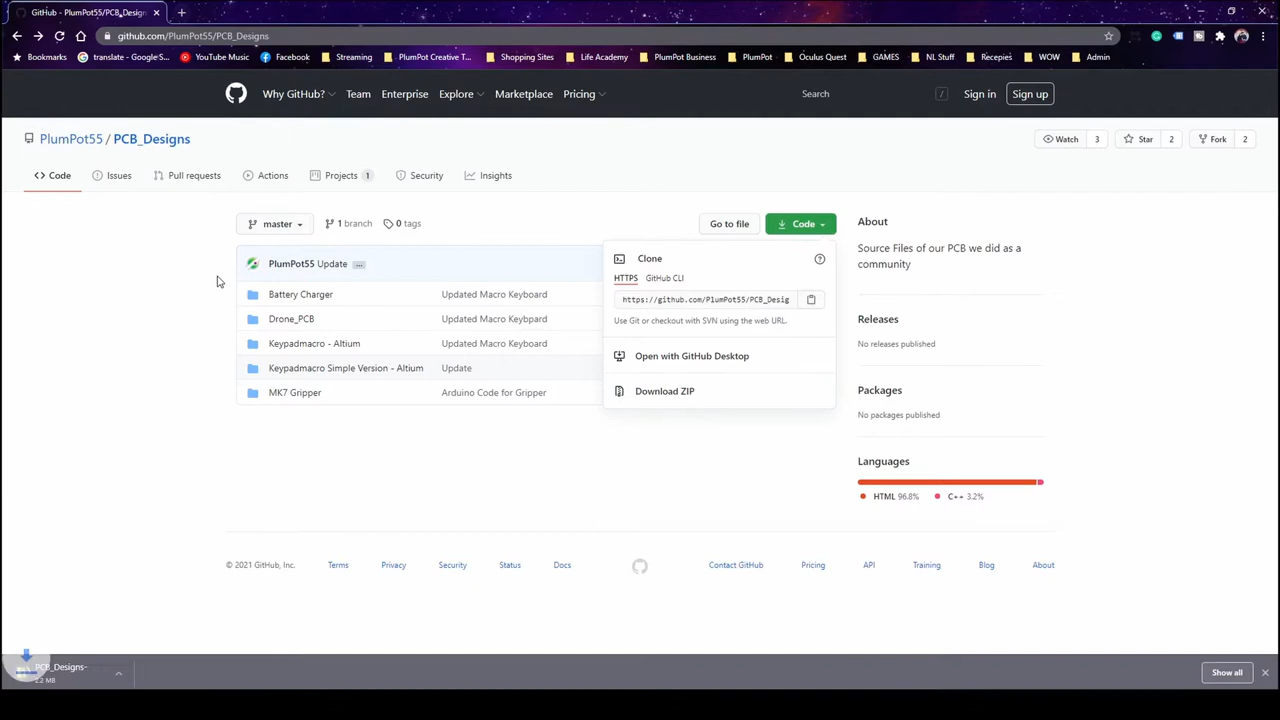 GitHub - PlumPot55/PCB_Design
github.com/PlumPot55/PCB_Designs
Bookmarks translate - Google S... YouTube Music Facebook Streaming PlumPot Creative T... Shopping Sites Life Academy PlumPot Business PlumPot Oculus Quest GAMES NL Stuff Recepies WOW Admin
Why GitHub? Team Enterprise Explore Marketplace Pricing Search / Sign in Sign up
PlumPot55 / PCB_Designs Watch 3 Star 2 Fork 2
Code Issues Pull requests Actions Projects 1 Security Insights
master 1 branch 0 tags Go to file Code
PlumPot55 Update ...
Battery Charger Updated Macro Keyboard
Drone_PCB Updated Macro Keybpard
Keypadmacro - Altium Updated Macro Keyboard
Keypadmacro Simple Version - Altium Update
MK7 Gripper Arduino Code for Gripper
Clone
HTTPS GitHub CLI
https://github.com/PlumPot55/PCB_Desig
Use Git or checkout with SVN using the web URL.
Open with GitHub Desktop
Download ZIP
About
Source Files of our PCB we did as a
community
Releases
No releases published
Packages
No packages published
Languages
HTML 96.8% C++ 3.2%
© 2021 GitHub, Inc. Terms Privacy Security Status Docs Contact GitHub Pricing API Training Blog About
PCB_Designs-
2.2 MB
Show all